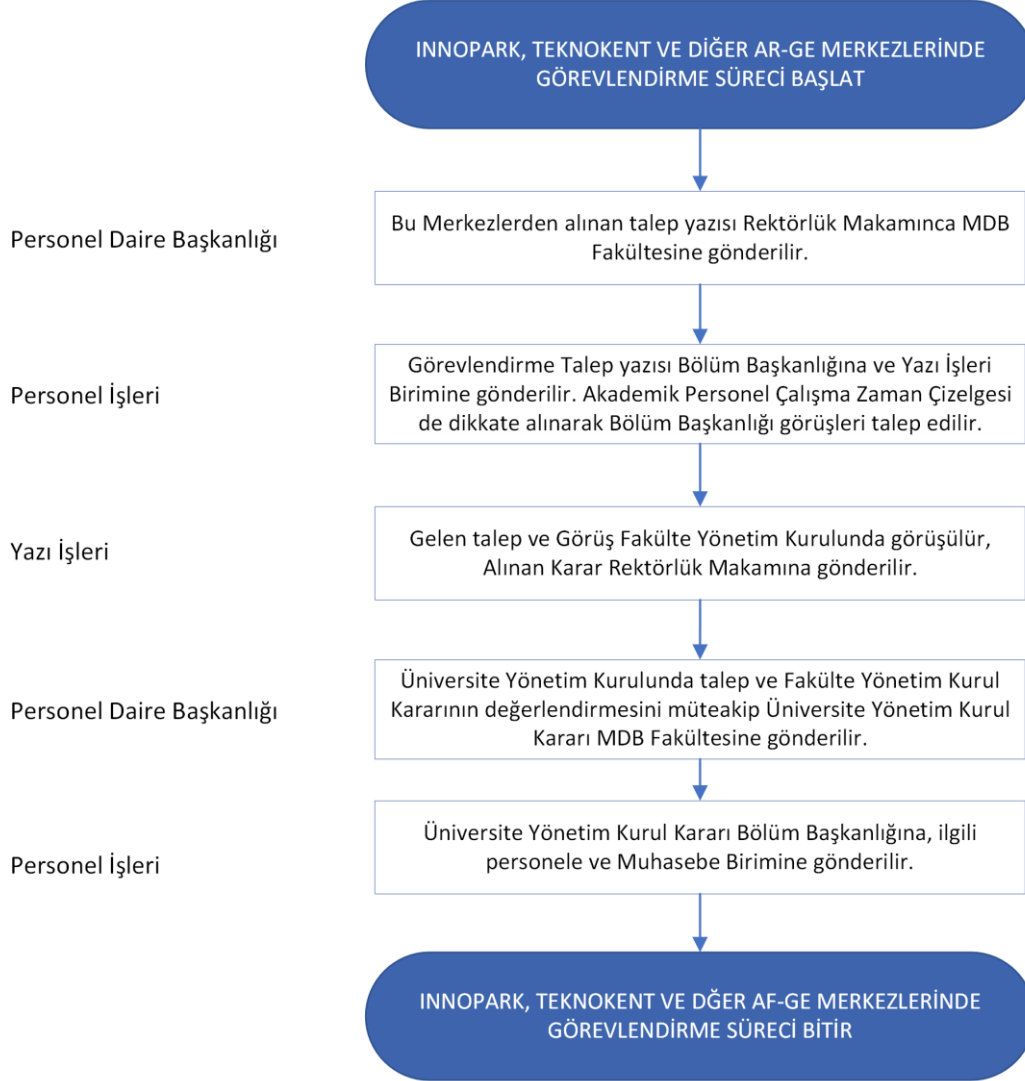 INNOPARK, TEKNOKENT VE DİĞER AR-GE MERKEZLERİNDE
GÖREVLENDİRME SÜRECİ BAŞLAT
Personel Daire Başkanlığı
Bu Merkezlerden alınan talep yazısı Rektörlük Makamınca MDB
Fakültesine gönderilir.
Personel İşleri
Görevlendirme Talep yazısı Bölüm Başkanlığına ve Yazı İşleri
Birimine gönderilir. Akademik Personel Çalışma Zaman Çizelgesi
de dikkate alınarak Bölüm Başkanlığı görüşleri talep edilir.
Yazı İşleri
Gelen talep ve Görüş Fakülte Yönetim Kurulunda görüşülür,
Alınan Karar Rektörlük Makamına gönderilir.
Personel Daire Başkanlığı
Üniversite Yönetim Kurulunda talep ve Fakülte Yönetim Kurul
Kararının değerlendirmesini müteakip Üniversite Yönetim Kurul
Kararı MDB Fakültesine gönderilir.
Personel İşleri
Üniversite Yönetim Kurul Kararı Bölüm Başkanlığına, ilgili
personele ve Muhasebe Birimine gönderilir.
INNOPARK, TEKNOKENT VE DĞER AF-GE MERKEZLERİNDE
GÖREVLENDİRME SÜRECİ BİTİR